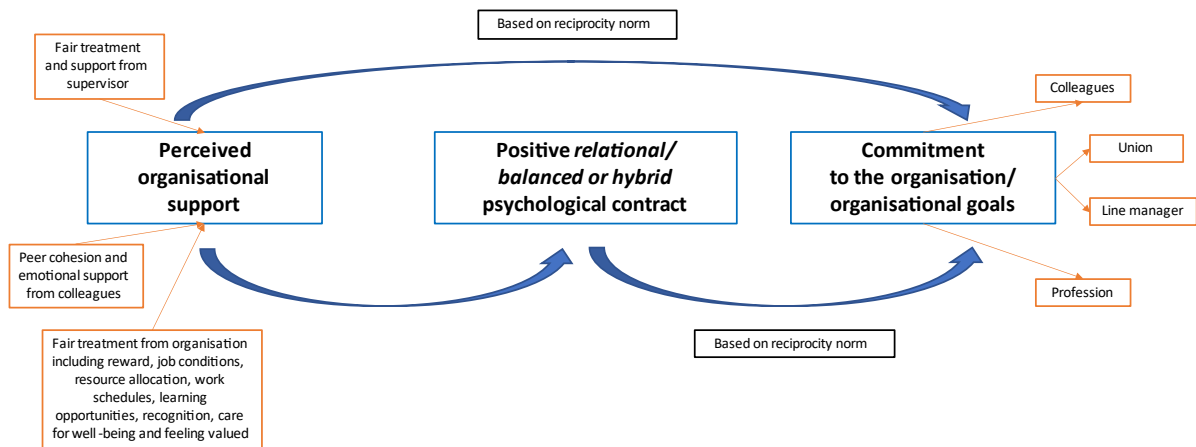 Based on reciprocity norm
Fair treatment
and support from
supervisor
Colleagues
Perceived
organisational
support
Positive relational/
balanced or hybrid
psychological contract
Commitment
to the organisation/
organisational goals
Union
Line manager
Peer cohesion and
emotional support
from colleagues
Profession
Fair treatment from organisation
including reward, job conditions,
resource allocation, work
schedules, learning
opportunities, recognition, care
for well-being and feeling valued
Based on reciprocity norm